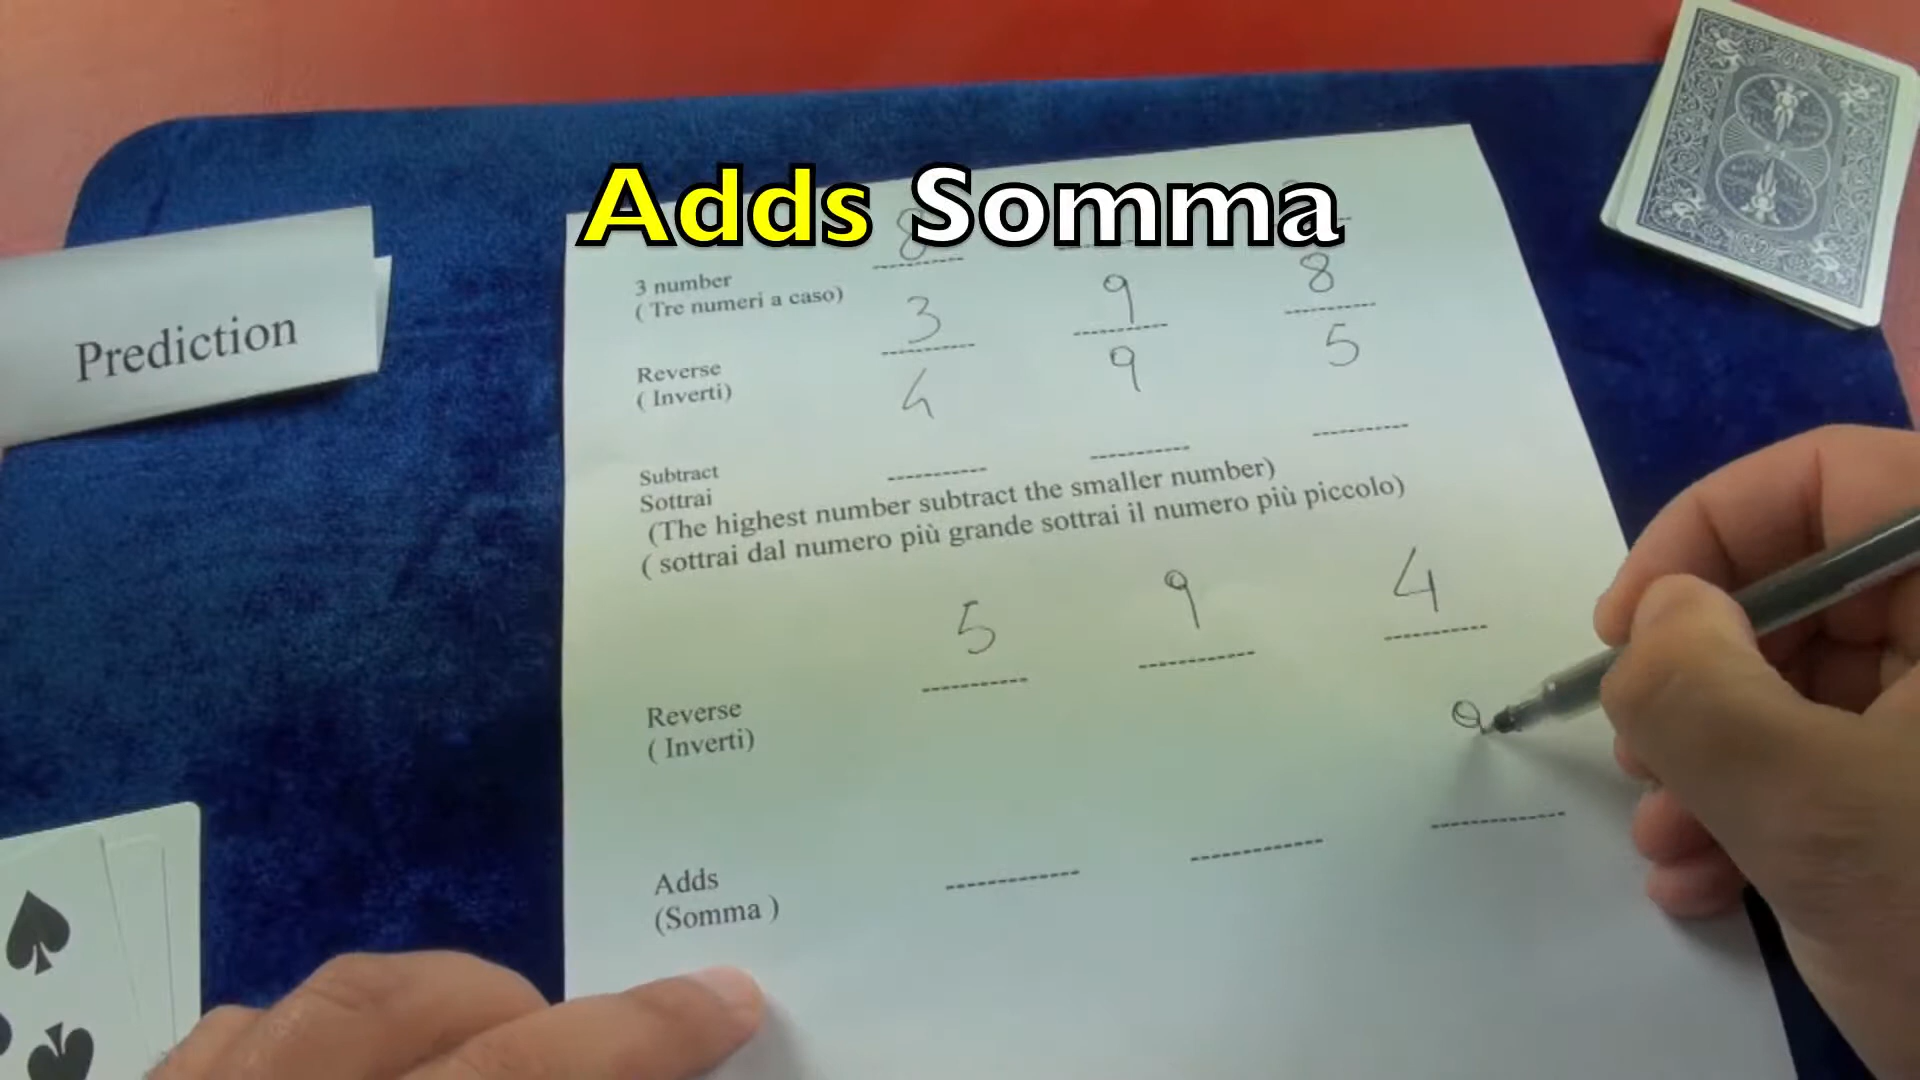 Adds Somma
8
3 number
( Tre numeri a caso)
3 9 8
Reverse
( Inverti)
4 9 5
Subtract
Sottrai
(The highest number subtract the smaller number)
( sottrai dal numero più grande sottrai il numero più piccolo)
5 9 4
Reverse
( Inverti)
Adds
(Somma )
Prediction